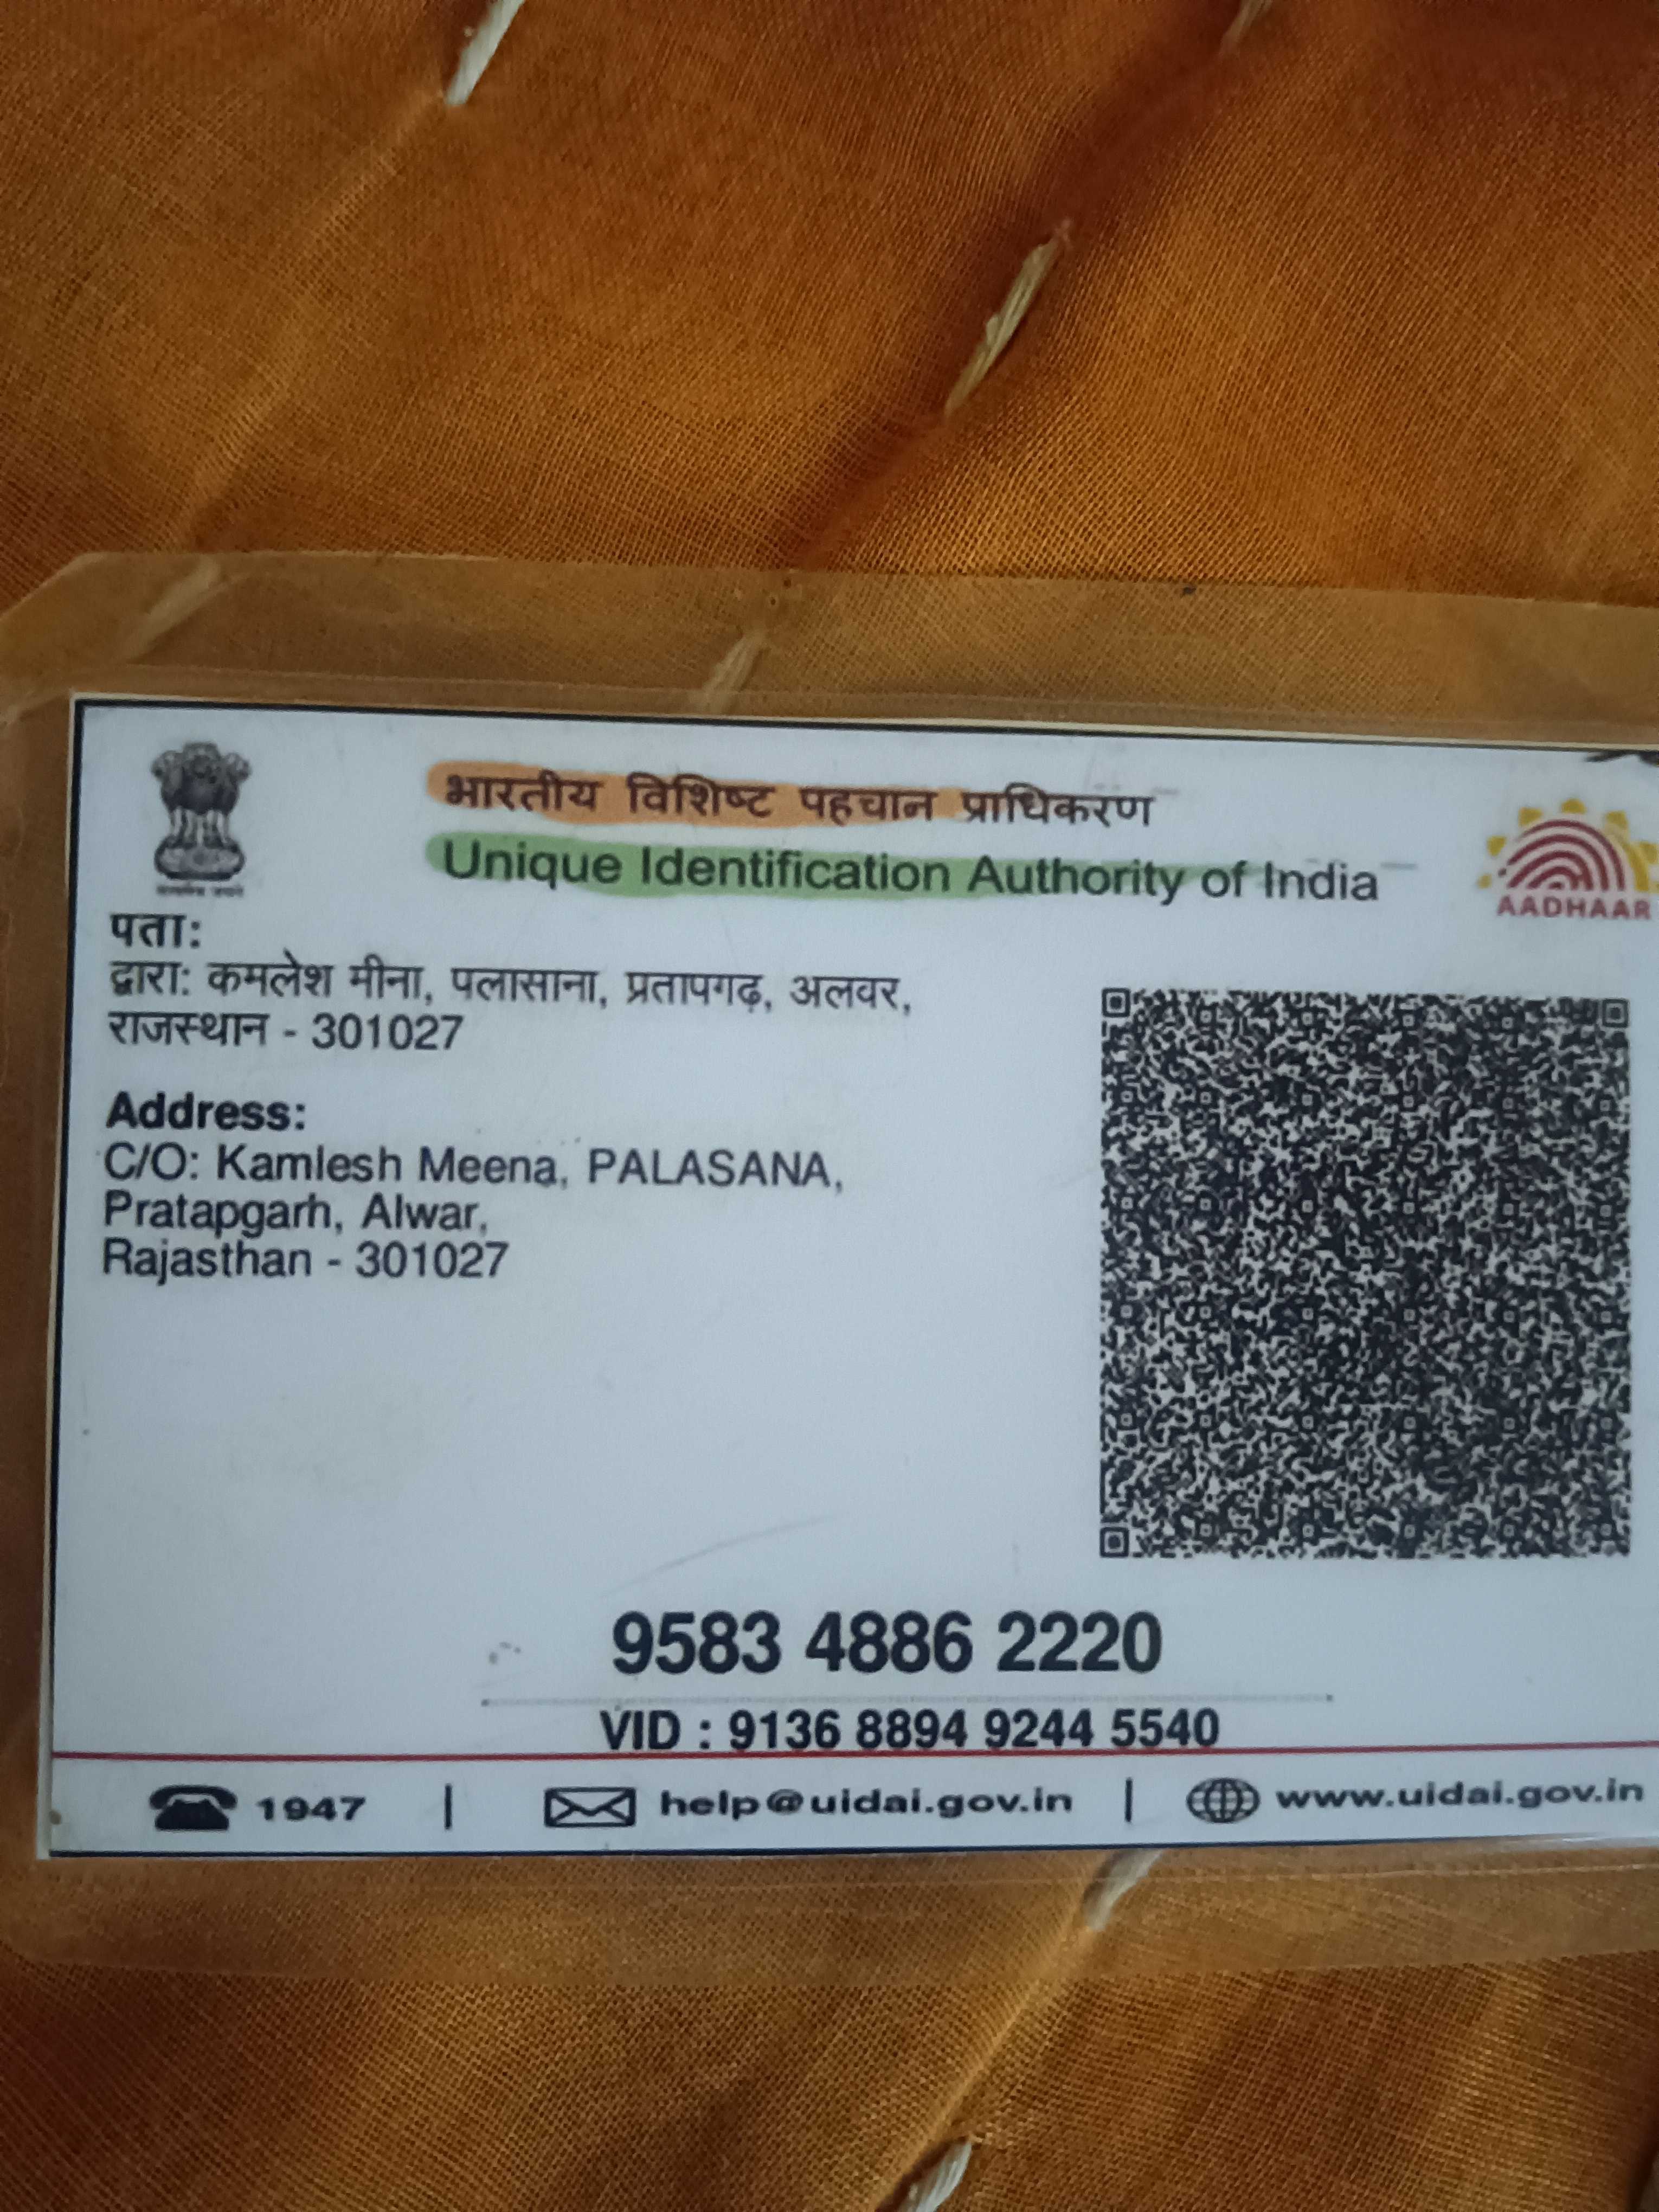 भारतीय विशिष्ट पहचान प्राधिकरण
Unique Identification Authority of India
AADHAAR
पता:
द्वारा: कमलेश मीना, पलासाना, प्रतापगढ़, अलवर,
राजस्थान - 301027
Address:
C/O: Kamlesh Meena, PALASANA,
Pratapgarh, Alwar,
Rajasthan - 301027
9583 4886 2220
VID : 9136 8894 9244 5540
1947 | help@uidai.gov.in | www.uidai.gov.in